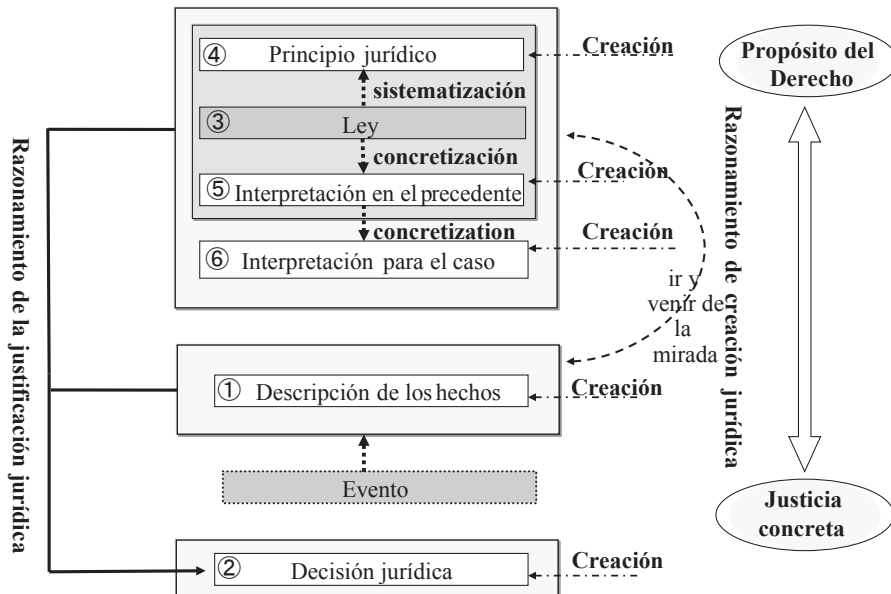 Razonamiento de la justificación jurídica
④ Principio jurídico
Creación
sistematización
③ Ley
concretización
Creación
⑤ Interpretación en el precedente
concretization
Creación
⑥ Interpretación para el caso
ir y
venir de
la
mirada
① Descripción de los hechos
Creación
Evento
② Decisión jurídica
Creación
Razonamiento de creación jurídica
Propósito del
Derecho
Justicia
concreta